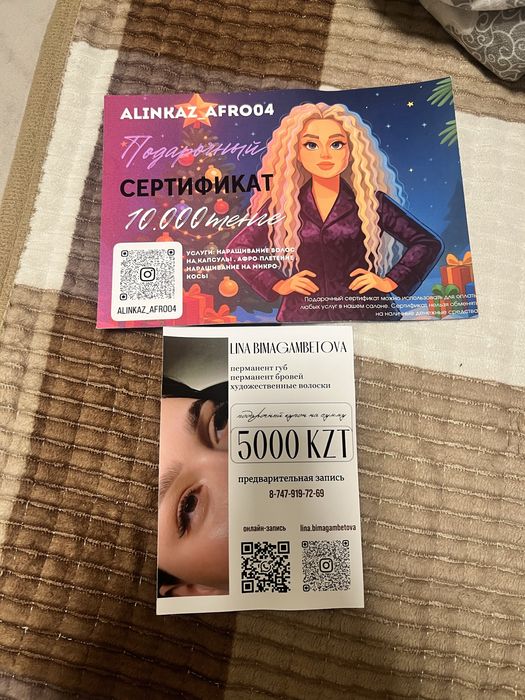 ALINKAZ_AFRO04
Подарочный
СЕРТИФИКАТ
10.000тенге
УСЛУГИ: НАРАЩИВАНИЕ ВОЛОС
НА КАПСУЛЫ , АФРО-ПЛЕТЕНИЕ
НАРАЩИВАНИЕ НА МИКРО-
КОСЫ
ALINKAZ_AFRO04
Подарочный сертификат можно использовать для оплаты
любых услуг в нашем салоне. Сертификат нельзя обменять
на наличные денежные средства
LINA BIMAGAMBETOVA
перманент губ
перманент бровей
художественные волоски
подарочный купон на сумму
5000 KZT
предварительная запись
8-747-919-72-69
онлайн-запись
lina.bimagambetova